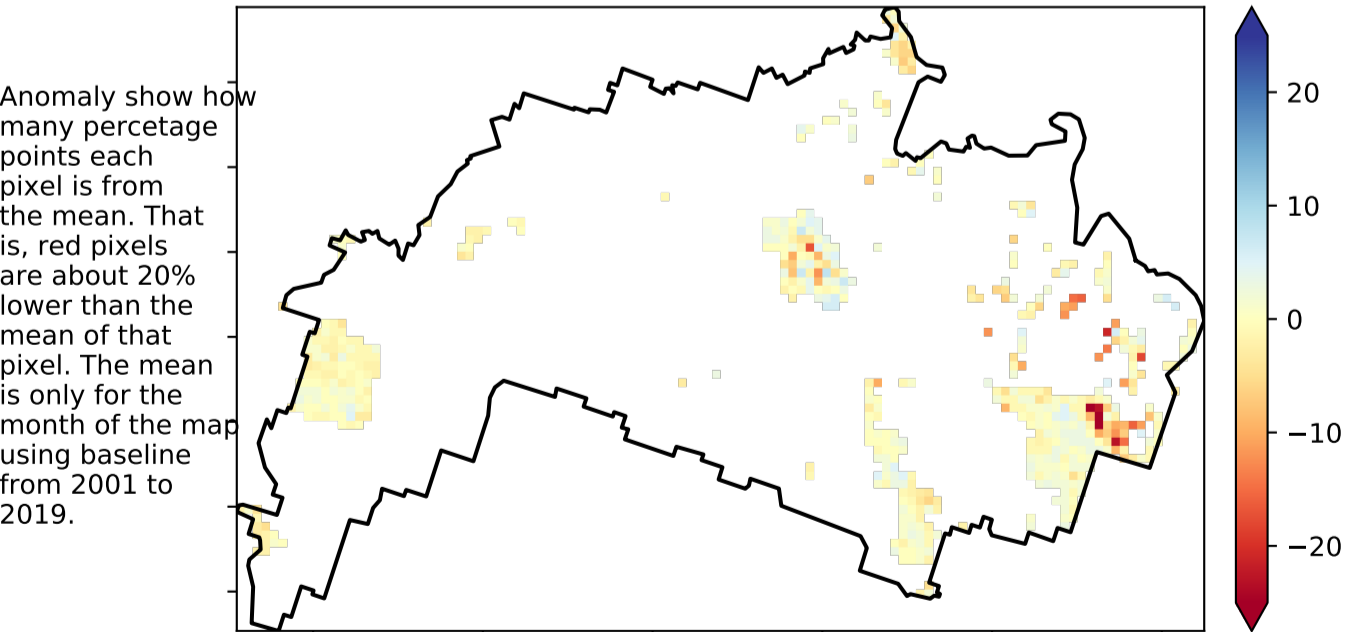 Anomaly show how
many percetage
points each
pixel is from
the mean. That
is, red pixels
are about 20%
lower than the
mean of that
pixel. The mean
is only for the
month of the map
using baseline
from 2001 to
2019.
20
10
0
−10
−20